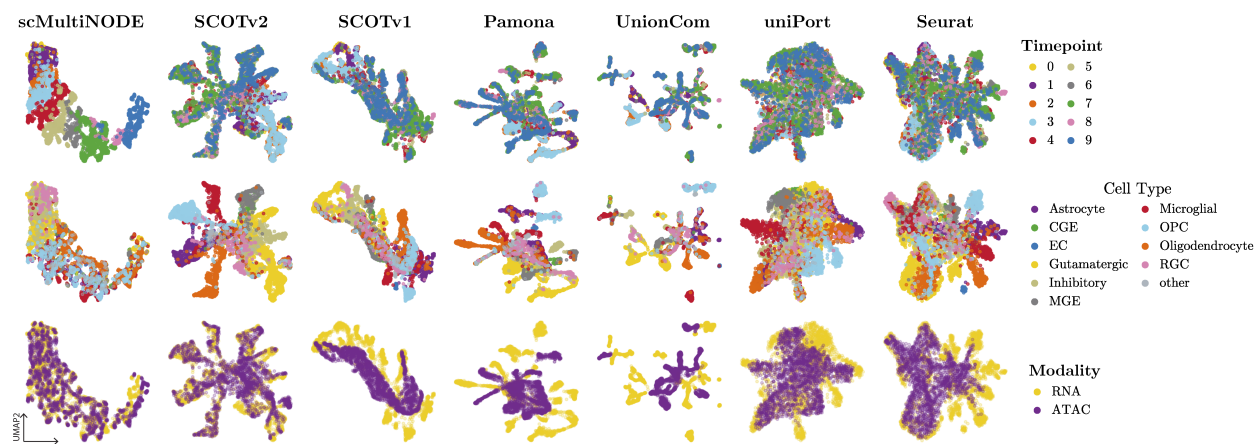 scMultiNODE SCOTv2 SCOTv1 Pamona UnionCom uniPort Seurat
Timepoint
0 5
1 6
2 7
3 8
4 9
Cell Type
Astrocyte Microglial
CGE OPC
EC Oligodendrocyte
Gutamatergic RGC
Inhibitory other
MGE
Modality
RNA
ATAC
UMAP2